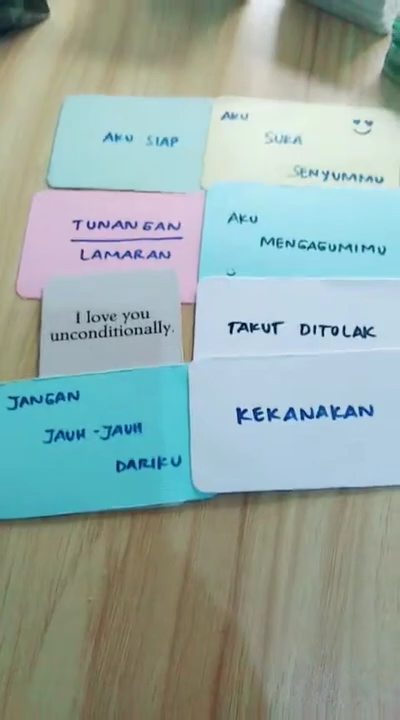 AKU SIAP
AKU
SUKA
SENYUMMU
TUNANGAN
LAMARAN
AKU
MENGAGUMIMU
I love you
unconditionally.
TAKUT DITOLAK
JANGAN
JAUH-JAUH
DARIKU
KEKANAKAN